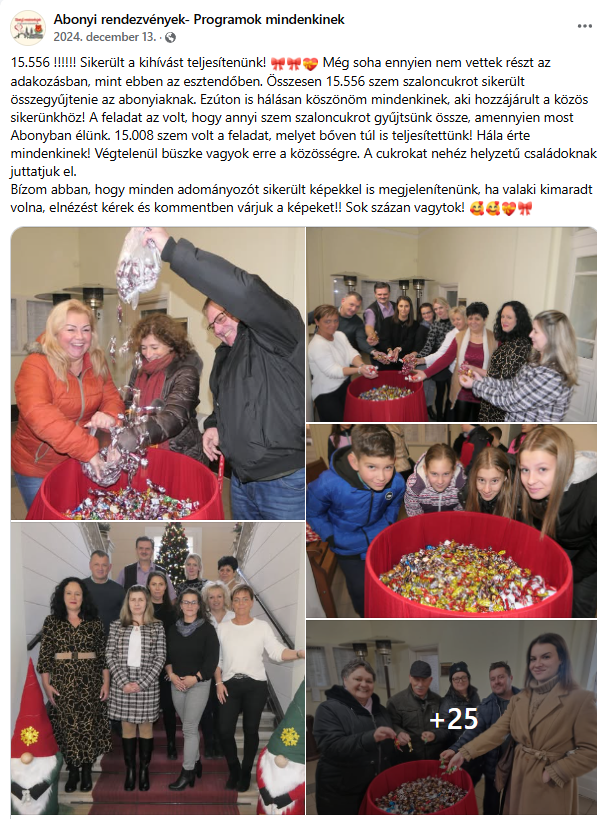 Abonyi rendezvények- Programok mindenkinek
2024. december 13. ·
15.556 !!!!!! Sikerült a kihívást teljesítenünk! 🎀🎀💝 Még soha ennyien nem vettek részt az
adakozásban, mint ebben az esztendőben. Összesen 15.556 szem szaloncukrot sikerült
összegyűjtenie az abonyiaknak. Ezúton is hálásan köszönöm mindenkinek, aki hozzájárult a közös
sikerünkhöz! A feladat az volt, hogy annyi szem szaloncukrot gyűjtsünk össze, amennyien most
Abonyban élünk. 15.008 szem volt a feladat, melyet bőven túl is teljesítettünk! Hála érte
mindenkinek! Végtelenül büszke vagyok erre a közösségre. A cukrokat nehéz helyzetű családoknak
juttatjuk el.
Bízom abban, hogy minden adományozót sikerült képekkel is megjelenítenünk, ha valaki kimaradt
volna, elnézést kérek és kommentben várjuk a képeket!! Sok százan vagytok! 🥰🥰💝🎀
+25